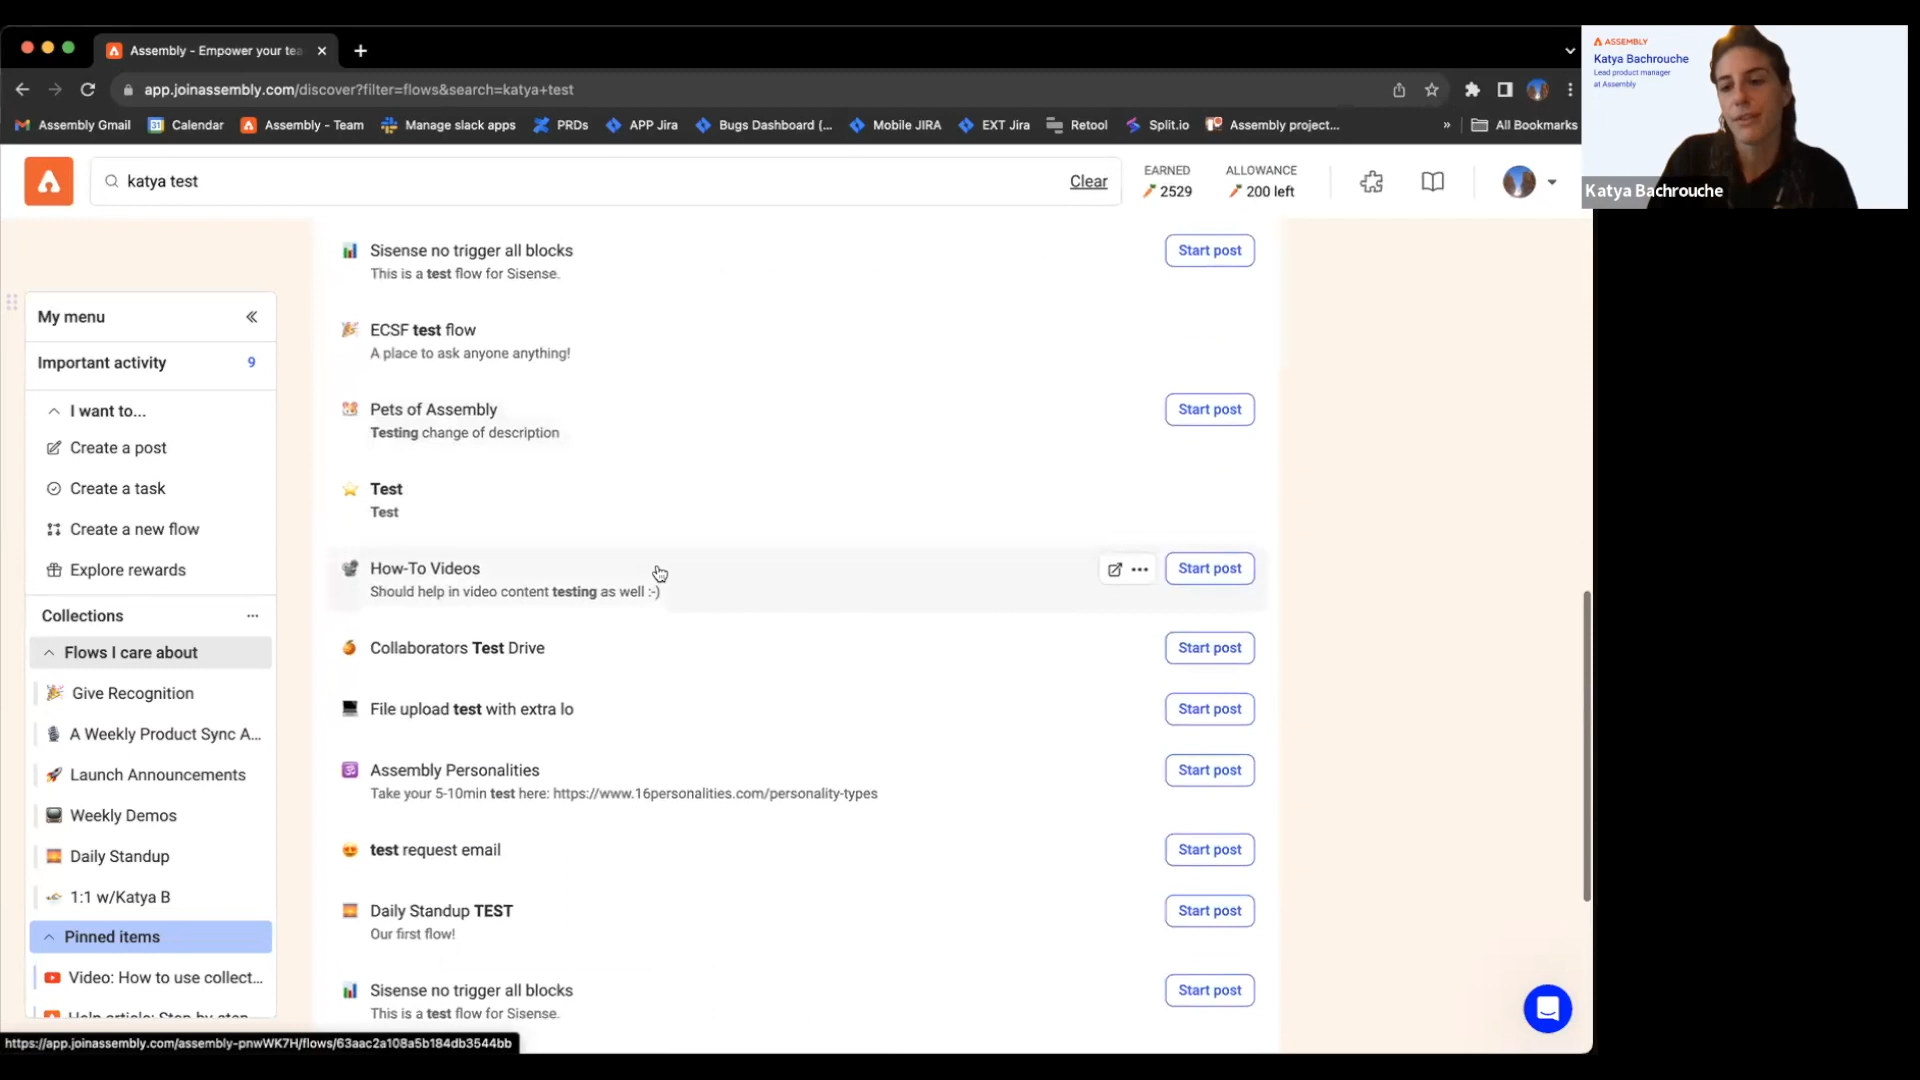 Assembly - Empower your tea
app.joinassembly.com/discover?filter=flows&search=katya+test
Assembly Gmail
Calendar
Assembly - Team
Manage slack apps
PRDs
APP Jira
Bugs Dashboard (...
Mobile JIRA
EXT Jira
Retool
Split.io
Assembly project...
»
All Bookmarks
ASSEMBLY
Katya Bachrouche
Lead product manager
at Assembly
Katya Bachrouche
katya test
Clear
EARNED
2529
ALLOWANCE
200 left
My menu
Important activity 9
I want to...
Create a post
Create a task
Create a new flow
Explore rewards
Collections
Flows I care about
Give Recognition
A Weekly Product Sync A...
Launch Announcements
Weekly Demos
Daily Standup
1:1 w/Katya B
Pinned items
Video: How to use collect...
Help article: Step by step
Sisense no trigger all blocks
This is a test flow for Sisense.
Start post
ECSF test flow
A place to ask anyone anything!
Pets of Assembly
Testing change of description
Start post
Test
Test
How-To Videos
Should help in video content testing as well :-)
Start post
Collaborators Test Drive
Start post
File upload test with extra lo
Start post
Assembly Personalities
Take your 5-10min test here: https://www.16personalities.com/personality-types
Start post
test request email
Start post
Daily Standup TEST
Our first flow!
Start post
Sisense no trigger all blocks
This is a test flow for Sisense.
Start post
https://app.joinassembly.com/assembly-pnwWK7H/flows/63aac2a108a5b184db3544bb